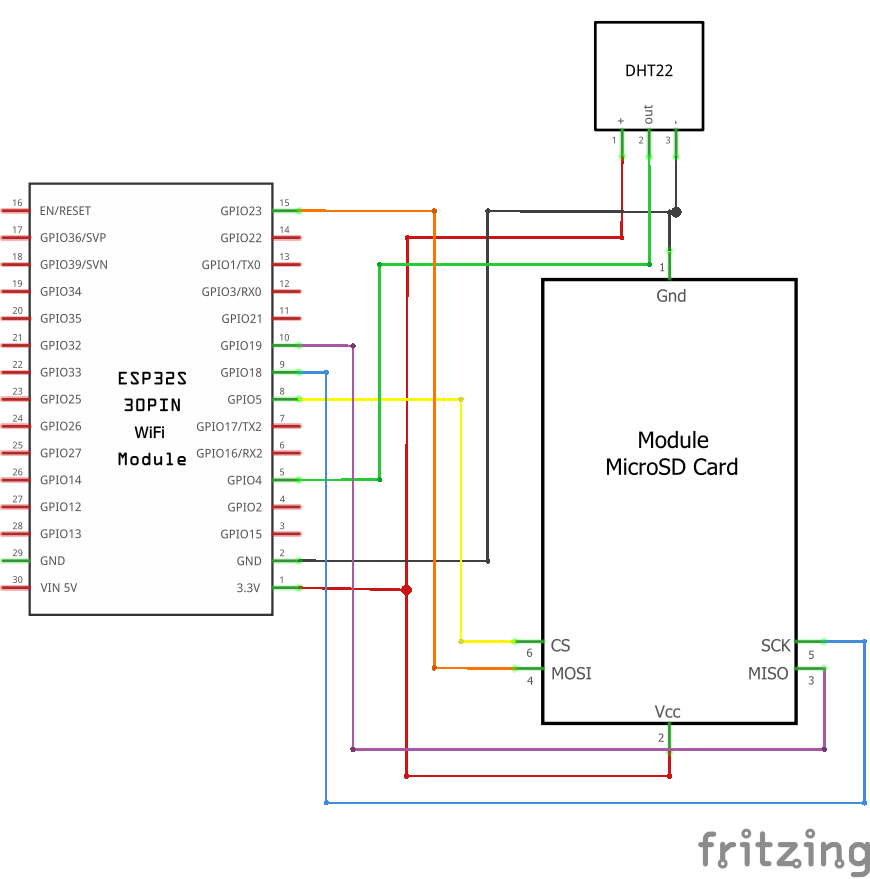 DHT22
+
out
-
1
2
3
16
EN/RESET
GPIO23
15
17
GPIO36/SVP
GPIO22
14
18
GPIO39/SVN
GPIO1/TX0
13
19
GPIO34
GPIO3/RX0
12
20
GPIO35
GPIO21
11
21
GPIO32
GPIO19
10
22
GPIO33
GPIO18
9
23
GPIO25
GPIO5
8
24
GPIO26
GPIO17/TX2
7
25
GPIO27
GPIO16/RX2
6
26
GPIO14
GPIO4
5
27
GPIO12
GPIO2
4
28
GPIO13
GPIO15
3
29
GND
GND
2
30
VIN 5V
3.3V
1
ESP32S
30PIN
WiFi
Module
1
Gnd
Module
MicroSD Card
CS
6
MOSI
4
SCK
5
MISO
3
Vcc
2
fritzing